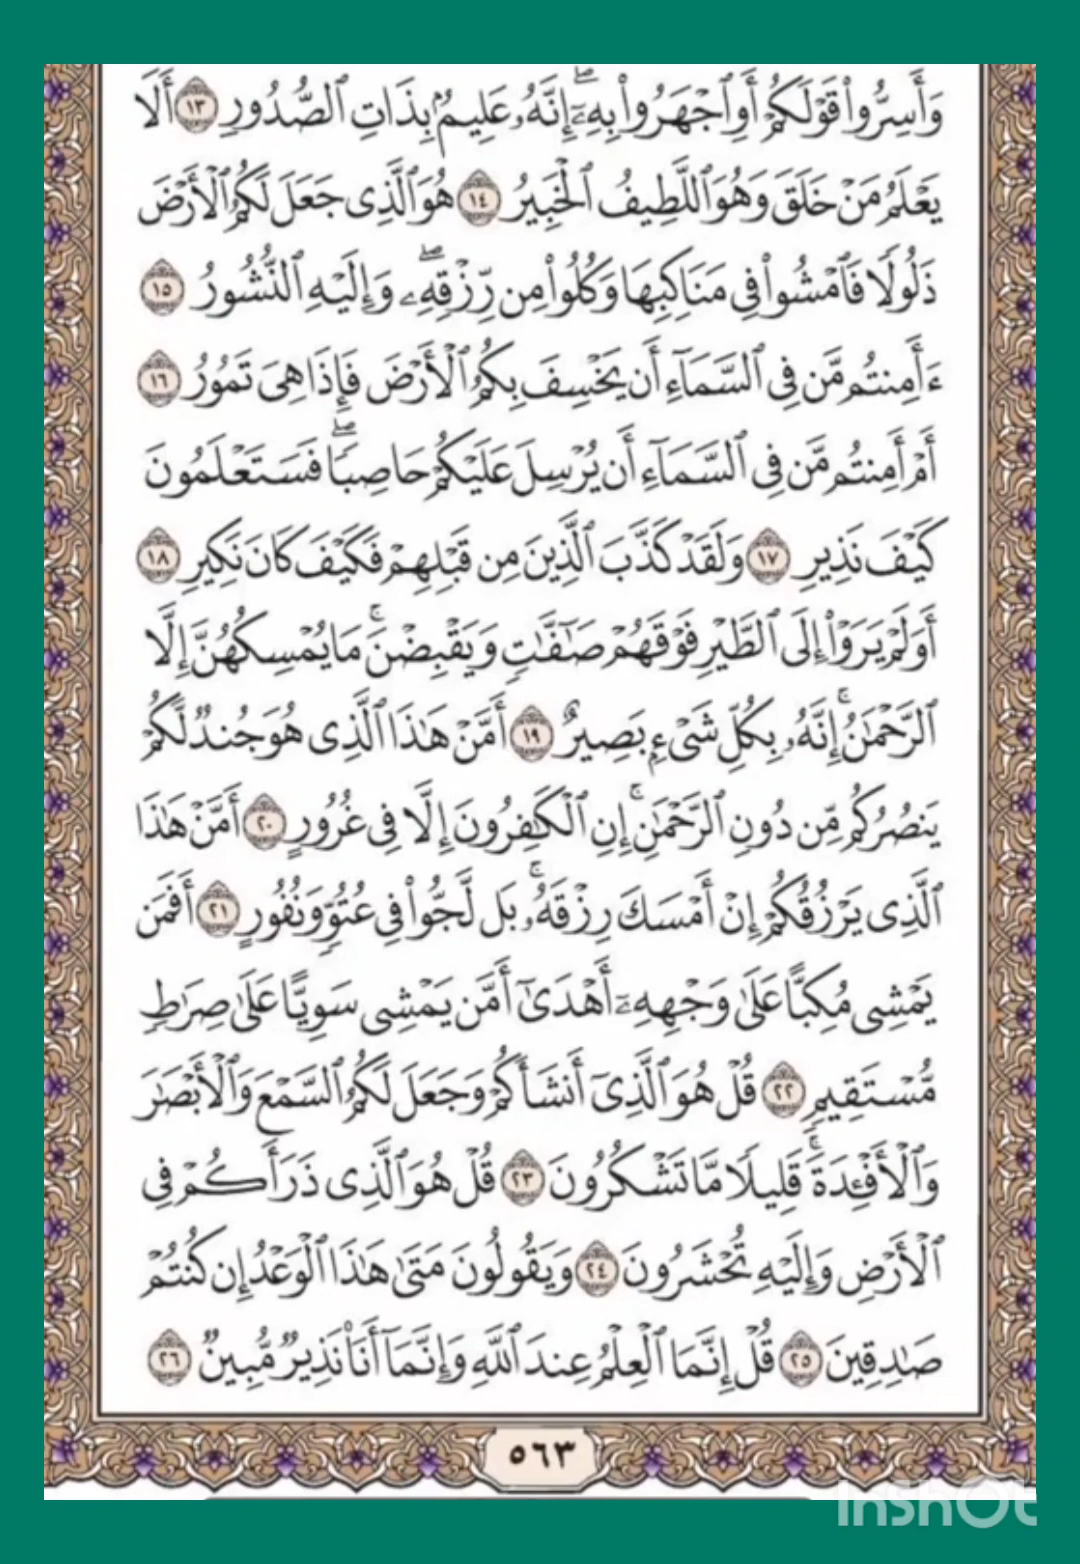 وَأَسِرُّوا۟ قَوْلَكُمْ أَوِ ٱجْهَرُوا۟ بِهِۦٓ ۖ إِنَّهُۥ عَلِيمٌۢ بِذَاتِ ٱلصُّدُورِ ١٣ أَلَا
يَعْلَمُ مَنْ خَلَقَ وَهُوَ ٱللَّطِيفُ ٱلْخَبِيرُ ١٤ هُوَ ٱلَّذِى جَعَلَ لَكُمُ ٱلْأَرْضَ
ذَلُولًا فَٱمْشُوا۟ فِى مَنَاكِبِهَا وَكُلُوا۟ مِن رِّزْقِهِۦ ۖ وَإِلَيْهِ ٱلنُّشُورُ ١٥
ءَأَمِنتُم مَّن فِى ٱلسَّمَآءِ أَن يَخْسِفَ بِكُمُ ٱلْأَرْضَ فَإِذَا هِىَ تَمُورُ ١٦
أَمْ أَمِنتُم مَّن فِى ٱلسَّمَآءِ أَن يُرْسِلَ عَلَيْكُمْ حَاصِبًا ۖ فَسَتَعْلَمُونَ
كَيْفَ نَذِيرِ ١٧ وَلَقَدْ كَذَّبَ ٱلَّذِينَ مِن قَبْلِهِمْ فَكَيْفَ كَانَ نَكِيرِ ١٨
أَوَلَمْ يَرَوْا۟ إِلَى ٱلطَّيْرِ فَوْقَهُمْ صَٰٓفَّٰتٍ وَيَقْبِضْنَ ۚ مَا يُمْسِكُهُنَّ إِلَّا
ٱلرَّحْمَٰنُ ۚ إِنَّهُۥ بِكُلِّ شَىْءٍۭ بَصِيرٌ ١٩ أَمَّنْ هَٰذَا ٱلَّذِى هُوَ جُندٌ لَّكُمْ
يَنصُرُكُم مِّن دُونِ ٱلرَّحْمَٰنِ ۚ إِنِ ٱلْكَٰفِرُونَ إِلَّا فِى غُرُورٍ ٢٠ أَمَّنْ هَٰذَا
ٱلَّذِى يَرْزُقُكُمْ إِنْ أَمْسَكَ رِزْقَهُۥ ۚ بَل لَّجُّوا۟ فِى عُتُوٍّ وَنُفُورٍ ٢١ أَفَمَن
يَمْشِى مُكِبًّا عَلَىٰ وَجْهِهِۦٓ أَهْدَىٰٓ أَمَّن يَمْشِى سَوِيًّا عَلَىٰ صِرَٰطٍ
مُّسْتَقِيمٍ ٢٢ قُلْ هُوَ ٱلَّذِىٓ أَنشَأَكُمْ وَجَعَلَ لَكُمُ ٱلسَّمْعَ وَٱلْأَبْصَٰرَ
وَٱلْأَفْـِٔدَةَ ۖ قَلِيلًا مَّا تَشْكُرُونَ ٢٣ قُلْ هُوَ ٱلَّذِى ذَرَأَكُمْ فِى
ٱلْأَرْضِ وَإِلَيْهِ تُحْشَرُونَ ٢٤ وَيَقُولُونَ مَتَىٰ هَٰذَا ٱلْوَعْدُ إِن كُنتُمْ
صَٰدِقِينَ ٢٥ قُلْ إِنَّمَا ٱلْعِلْمُ عِندَ ٱللَّهِ وَإِنَّمَآ أَنَا۠ نَذِيرٌ مُّبِينٌ ٢٦
٥٦٣
InShOt